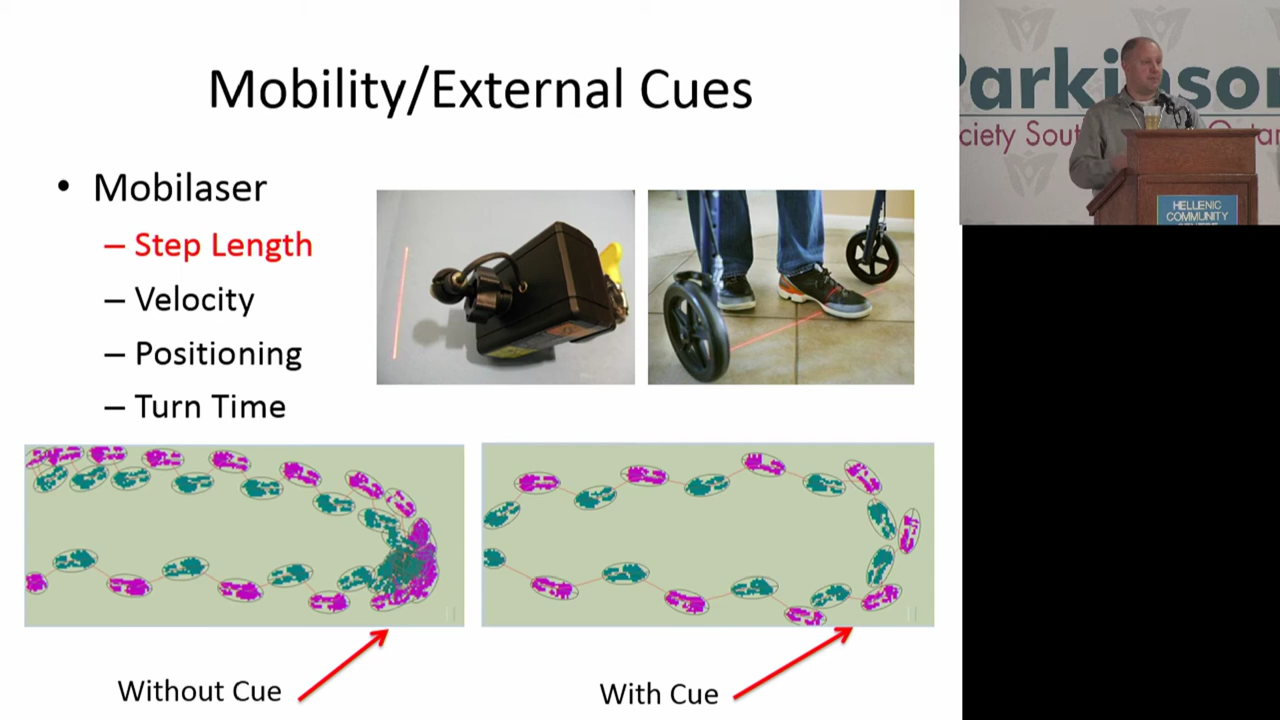 Mobility/External Cues
• Mobilaser
– Step Length
– Velocity
– Positioning
– Turn Time
Without Cue
With Cue
Parkinson
ciety Sout
HELLENIC
COMMUNITY